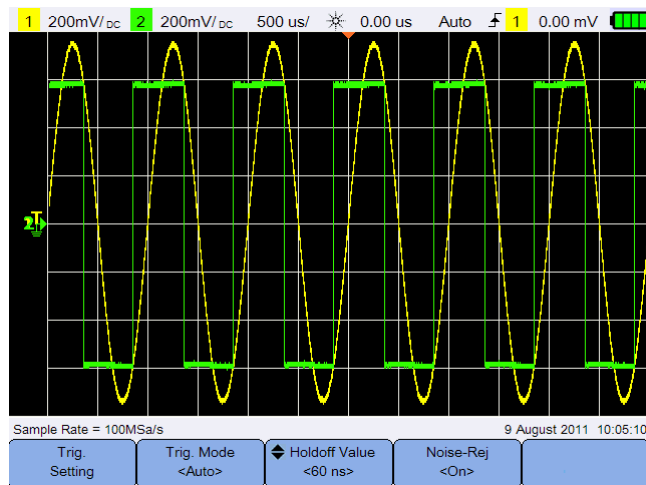 1 200mV/ DC 2 200mV/ DC 500 us/ 0.00 us Auto 1 0.00 mV
T
2
Sample Rate = 100MSa/s 9 August 2011 10:05:10
Trig. Setting
Trig. Mode <Auto>
Holdoff Value <60 ns>
Noise-Rej <On>